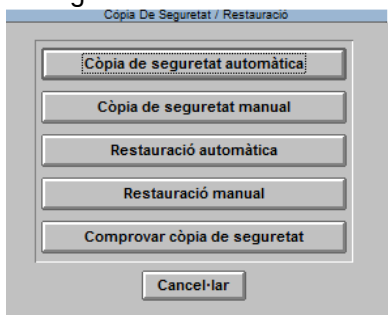 Còpia De Seguretat / Restauració
Còpia de seguretat automàtica
Còpia de seguretat manual
Restauració automàtica
Restauració manual
Comprovar còpia de seguretat
Cancel·lar